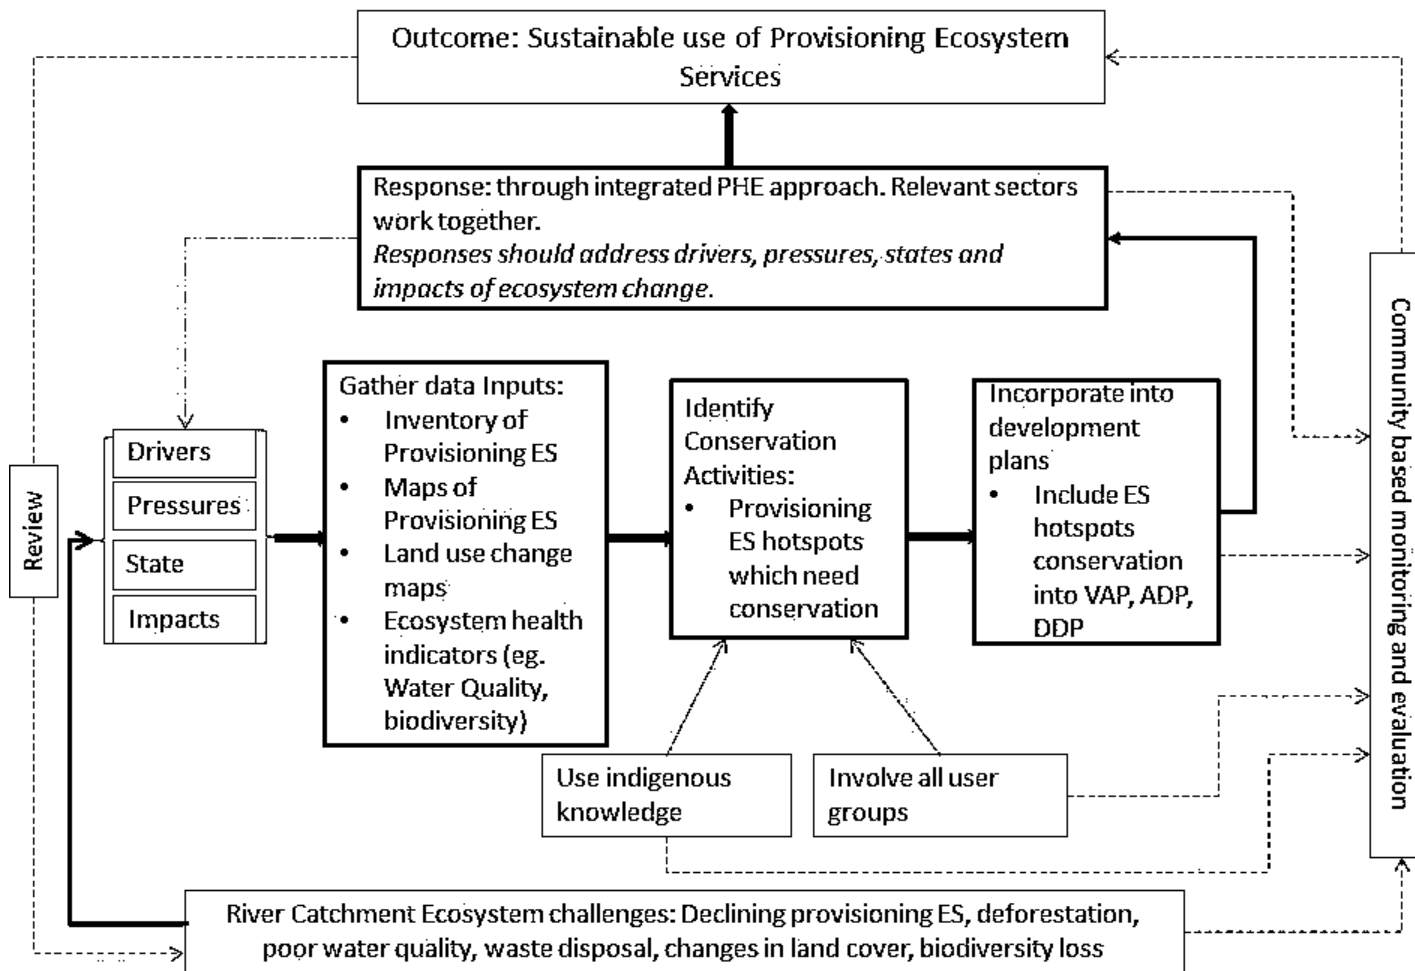 Outcome: Sustainable use of Provisioning Ecosystem
Services
Response: through integrated PHE approach. Relevant sectors
work together.
Responses should address drivers, pressures, states and
impacts of ecosystem change.
Review
Drivers
Pressures
State
Impacts
Gather data Inputs:
• Inventory of
Provisioning ES
• Maps of
Provisioning ES
• Land use change
maps
• Ecosystem health
indicators (eg.
Water Quality,
biodiversity)
Identify
Conservation
Activities:
• Provisioning
ES hotspots
which need
conservation
Incorporate into
development
plans
• Include ES
hotspots
conservation
into VAP, ADP,
DDP
Community based monitoring and evaluation
Use indigenous
knowledge
Involve all user
groups
River Catchment Ecosystem challenges: Declining provisioning ES, deforestation,
poor water quality, waste disposal, changes in land cover, biodiversity loss